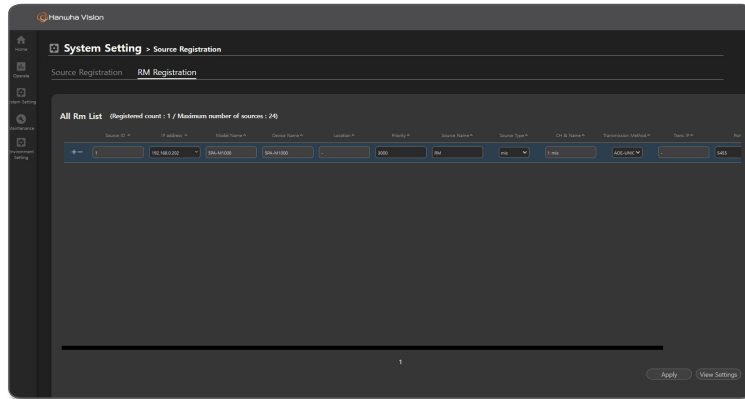 Hanwha Vision
Home
Operate
System Setting
Maintenance
Environment
Setting
System Setting > Source Registration
Source Registration RM Registration
All Rm List (Registered count : 1 / Maximum number of sources : 24)
Source ID IP address Model Name Device Name Location Priority Source Name Source Type CH & Name Transmission Method Trans. IP
1 192.168.0.202 SPA-M1000 SPA-M1000 - 3000 RM mic 1: mic AOE-UNIC - 5455
1
Apply View Settings